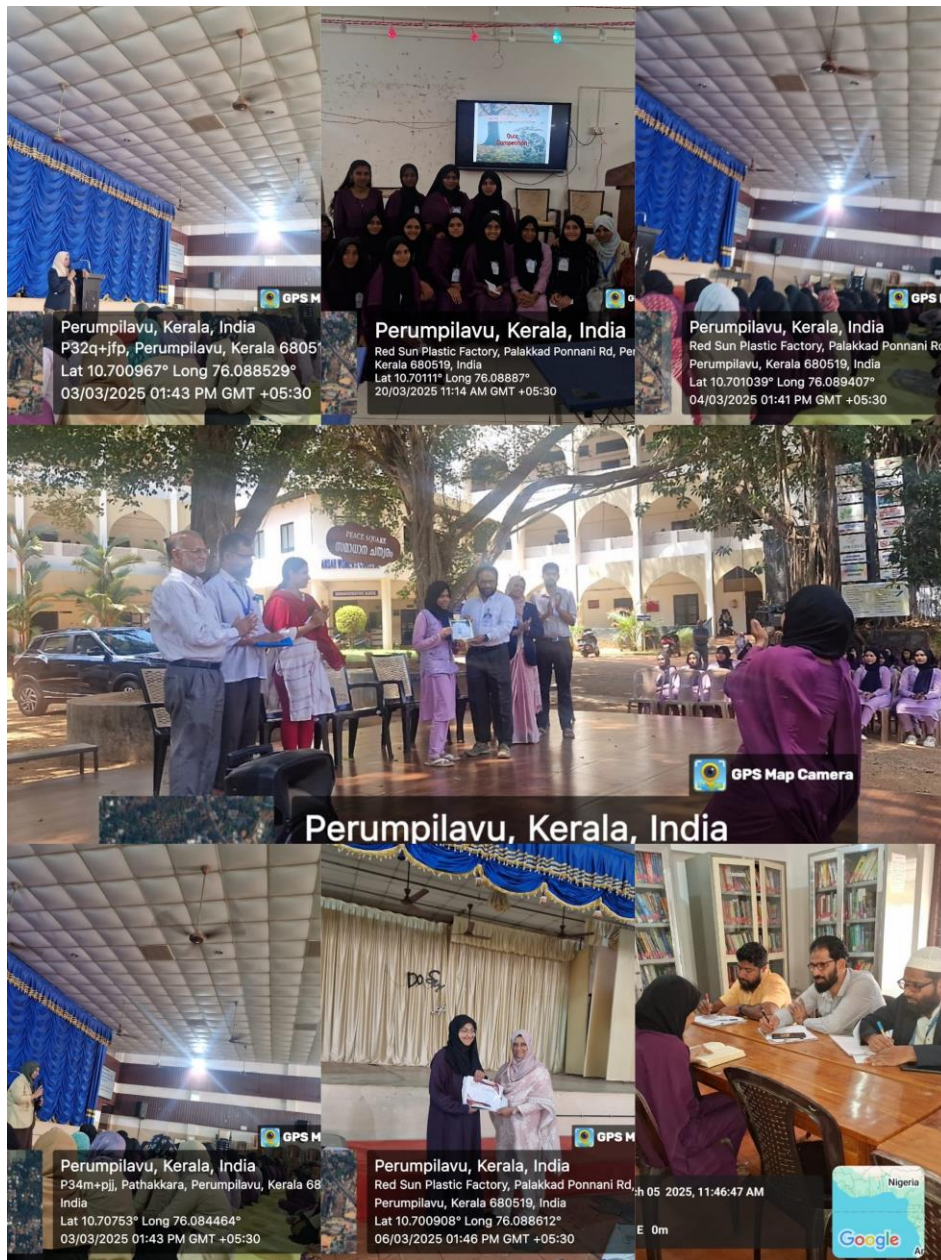 GPS M
Perumpilavu, Kerala, India
P32q+jfp, Perumpilavu, Kerala 6805
Lat 10.700967° Long 76.088529°
03/03/2025 01:43 PM GMT +05:30
Quiz
Competition
Perumpilavu, Kerala, India
Red Sun Plastic Factory, Palakkad Ponnani Rd, Per
Kerala 680519, India
Lat 10.70111° Long 76.08887°
20/03/2025 11:14 AM GMT +05:30
GPS
Perumpilavu, Kerala, India
Red Sun Plastic Factory, Palakkad Ponnani Rd
Perumpilavu, Kerala 680519, India
Lat 10.701039° Long 76.089407°
04/03/2025 01:41 PM GMT +05:30
PEACE SQUARE
സമാധാന ചത്വരം
ANSAR WOMEN'S
GPS Map Camera
Perumpilavu, Kerala, India
GPS M
Perumpilavu, Kerala, India
P34m+pjj, Pathakkara, Perumpilavu, Kerala 68
India
Lat 10.70753° Long 76.084464°
03/03/2025 01:43 PM GMT +05:30
GPS M
Perumpilavu, Kerala, India
Red Sun Plastic Factory, Palakkad Ponnani Rd,
Perumpilavu, Kerala 680519, India
Lat 10.700908° Long 76.088612°
06/03/2025 01:46 PM GMT +05:30
ch 05 2025, 11:46:47 AM
E 0m
Nigeria
Google